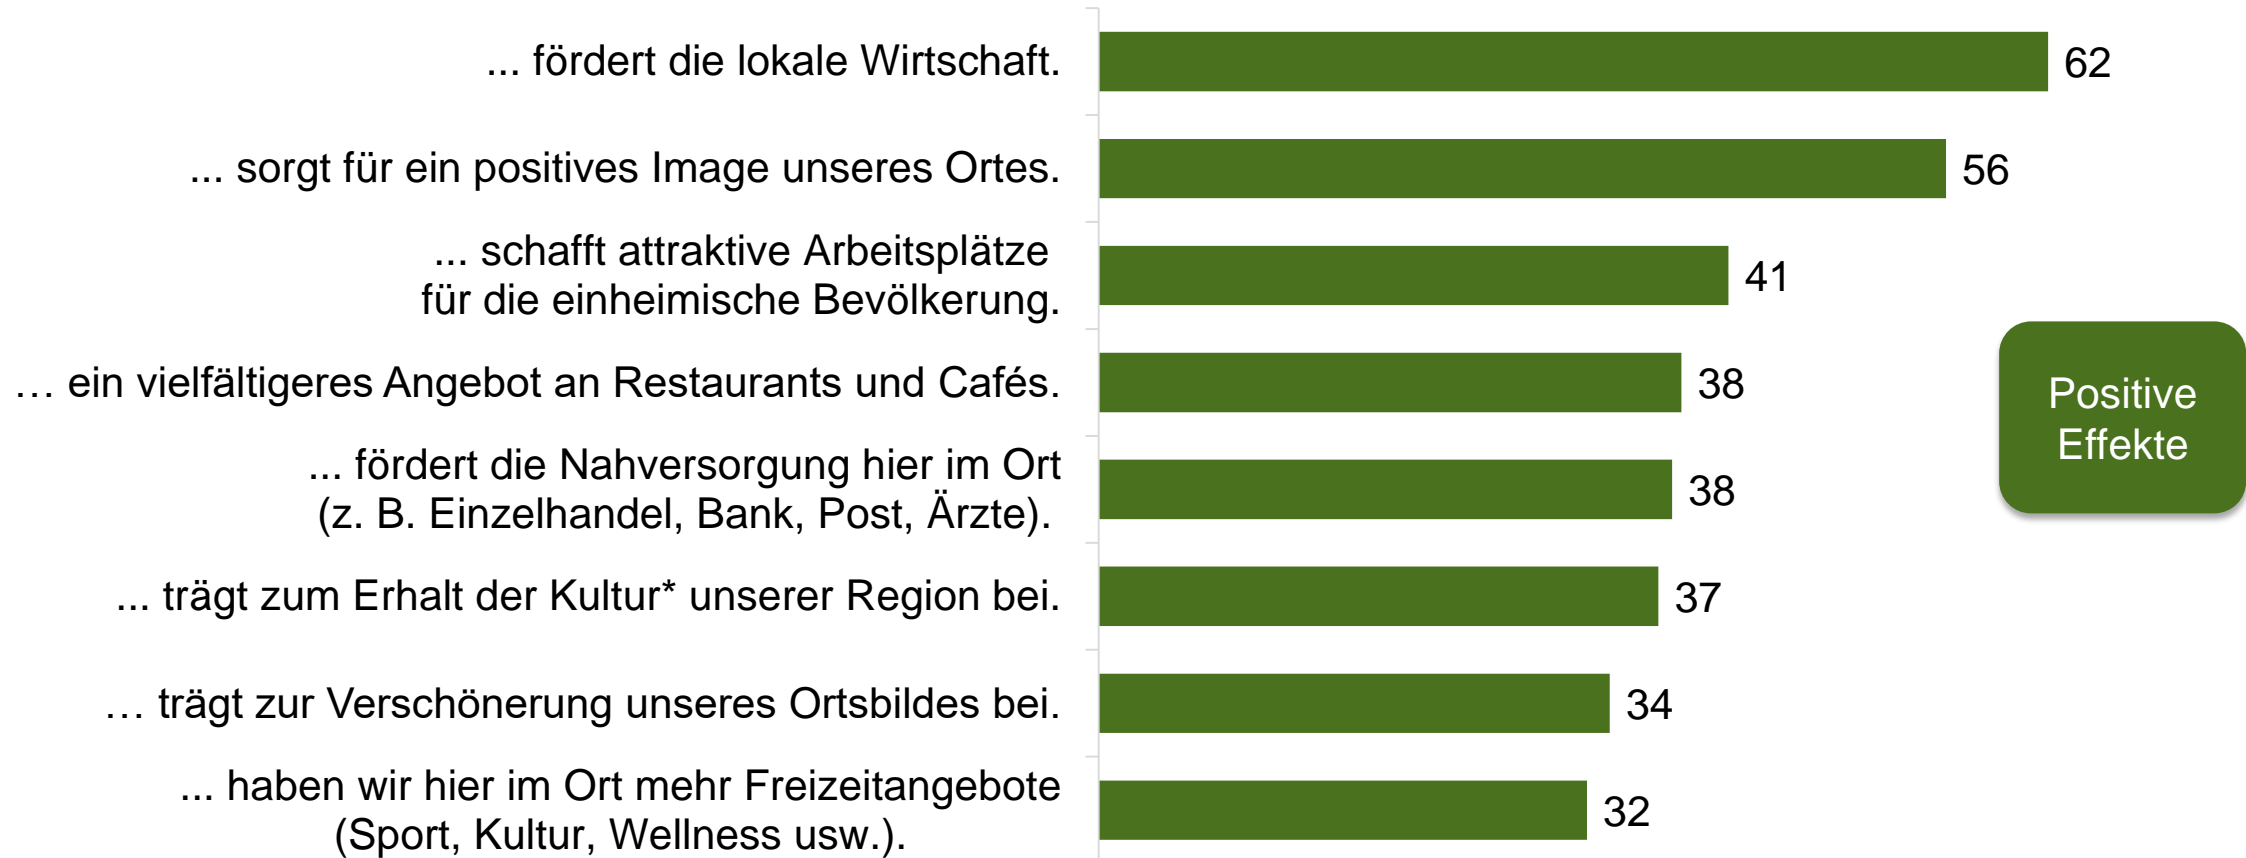 ... fördert die lokale Wirtschaft.
62
... sorgt für ein positives Image unseres Ortes.
56
... schafft attraktive Arbeitsplätze
für die einheimische Bevölkerung.
41
… ein vielfältigeres Angebot an Restaurants und Cafés.
38
... fördert die Nahversorgung hier im Ort
(z. B. Einzelhandel, Bank, Post, Ärzte).
38
... trägt zum Erhalt der Kultur* unserer Region bei.
37
… trägt zur Verschönerung unseres Ortsbildes bei.
34
... haben wir hier im Ort mehr Freizeitangebote
(Sport, Kultur, Wellness usw.).
32
Positive
Effekte